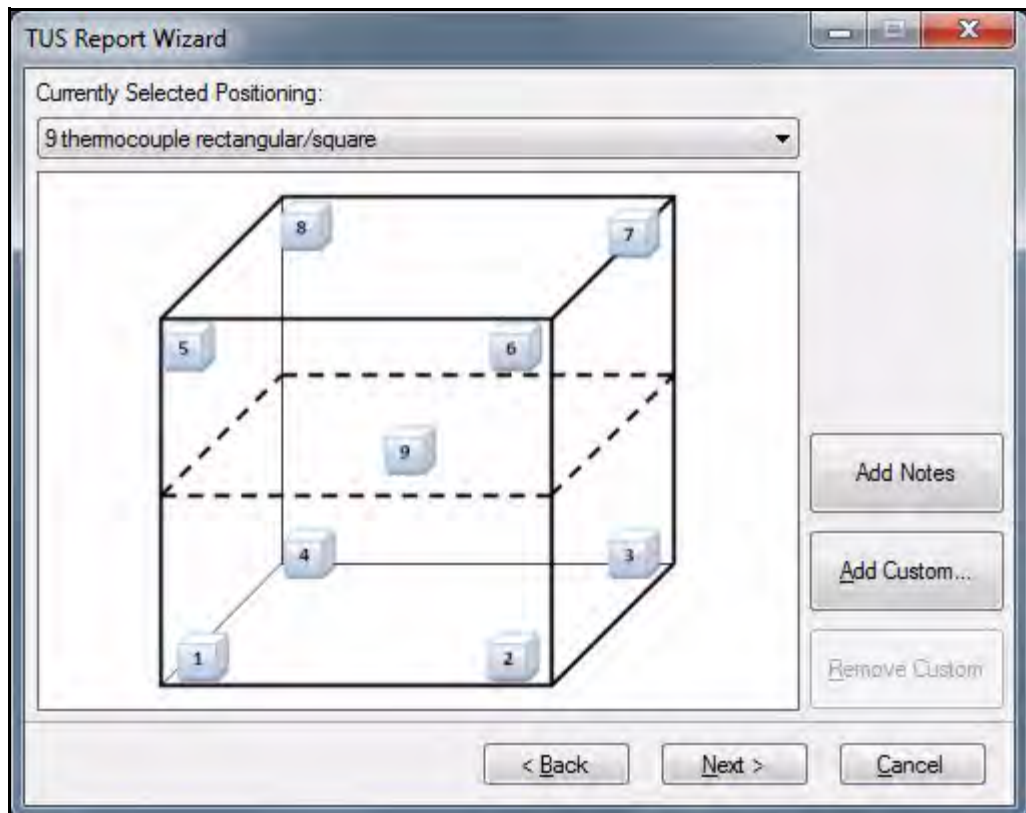 TUS Report Wizard
Currently Selected Positioning:
9 thermocouple rectangular/square
8
7
5
6
9
4
3
1
2
Add Notes
Add Custom...
Remove Custom
< Back
Next >
Cancel